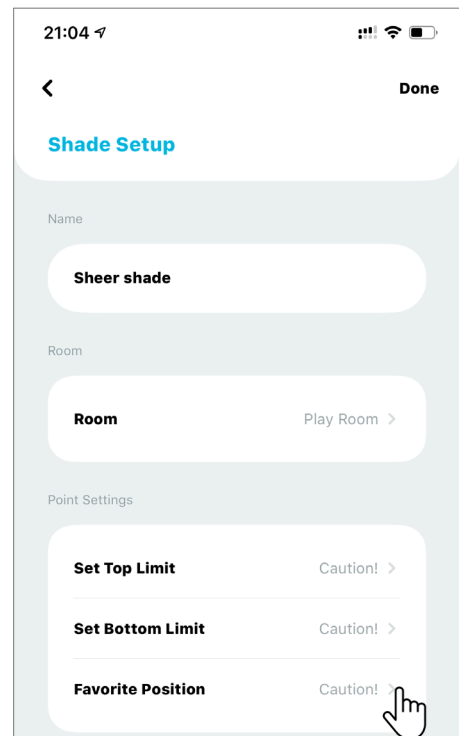 21:04
Done
Shade Setup
Name
Sheer shade
Room
Room Play Room
Point Settings
Set Top Limit Caution!
Set Bottom Limit Caution!
Favorite Position Caution!